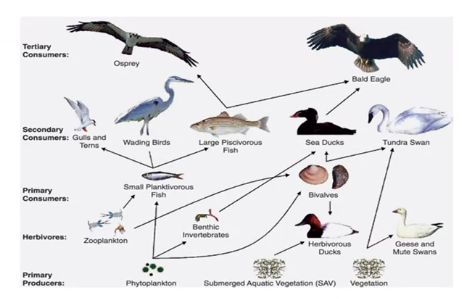 Tertiary
Consumers:
Osprey
Bald Eagle
Secondary
Consumers:
Gulls and
Terns
Wading Birds
Large Piscivorous
Fish
Sea Ducks
Tundra Swan
Primary
Consumers:
Small Planktivorous
Fish
Bivalves
Herbivores:
Zooplankton
Benthic
Invertebrates
Herbivorous
Ducks
Geese and
Mute Swans
Primary
Producers:
Phytoplankton
Submerged Aquatic Vegetation (SAV)
Vegetation